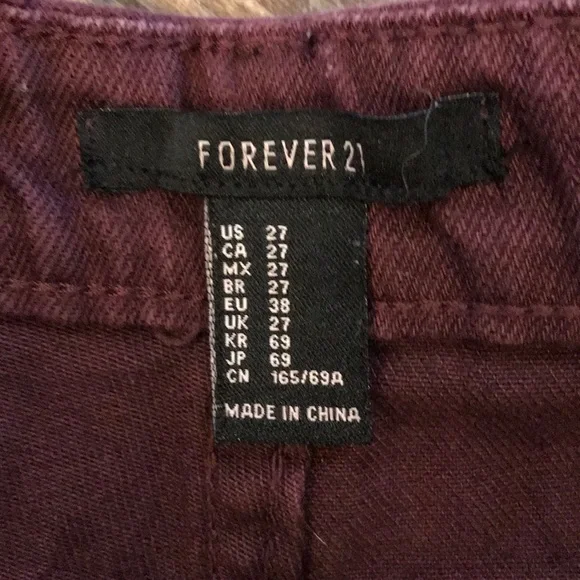 FOREVER 21
US 27
CA 27
MX 27
BR 27
EU 38
UK 27
KR 69
JP 69
CN 165/69A
MADE IN CHINA